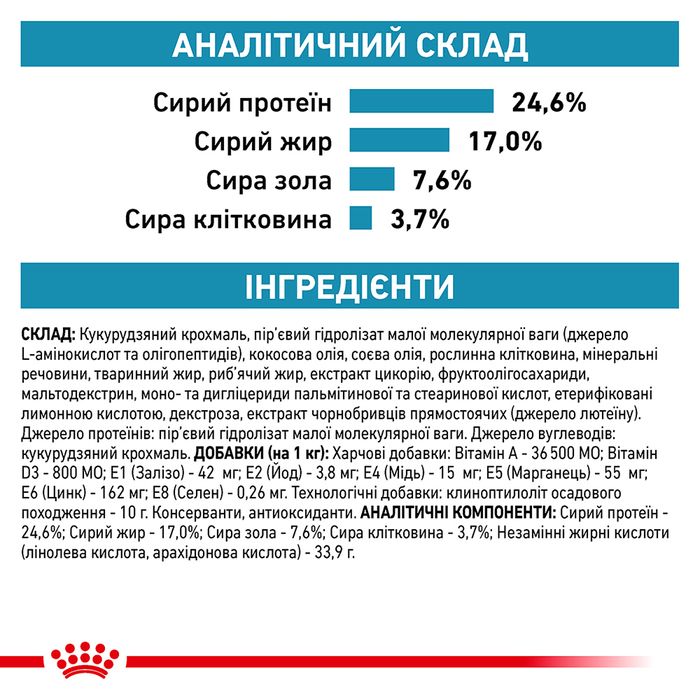 АНАЛІТИЧНИЙ СКЛАД
Сирий протеїн 24,6%
Сирий жир 17,0%
Сира зола 7,6%
Сира клітковина 3,7%
ІНГРЕДІЄНТИ
СКЛАД: Кукурудзяний крохмаль, пір’євий гідролізат малої молекулярної ваги (джерело
L-амінокислот та олігопептидів), кокосова олія, соєва олія, рослинна клітковина, мінеральні
речовини, тваринний жир, риб’ячий жир, екстракт цикорію, фруктоолігосахариди,
мальтодекстрин, моно- та дигліцериди пальмітинової та стеаринової кислот, етерифіковані
лимонною кислотою, декстроза, екстракт чорнобривців прямостоячих (джерело лютеїну).
Джерело протеїнів: пір’євий гідролізат малої молекулярної ваги. Джерело вуглеводів:
кукурудзяний крохмаль. ДОБАВКИ (на 1 кг): Харчові добавки: Вітамін А - 36 500 МО; Вітамін
D3 - 800 МО; Е1 (Залізо) - 42 мг; Е2 (Йод) - 3,8 мг; Е4 (Мідь) - 15 мг; Е5 (Марганець) - 55 мг;
Е6 (Цинк) - 162 мг; Е8 (Селен) - 0,26 мг. Технологічні добавки: клиноптилоліт осадового
походження - 10 г. Консерванти, антиоксиданти. АНАЛІТИЧНІ КОМПОНЕНТИ: Сирий протеїн -
24,6%; Сирий жир - 17,0%; Сира зола - 7,6%; Сира клітковина - 3,7%; Незамінні жирні кислоти
(лінолева кислота, арахідонова кислота) - 33,9 г.